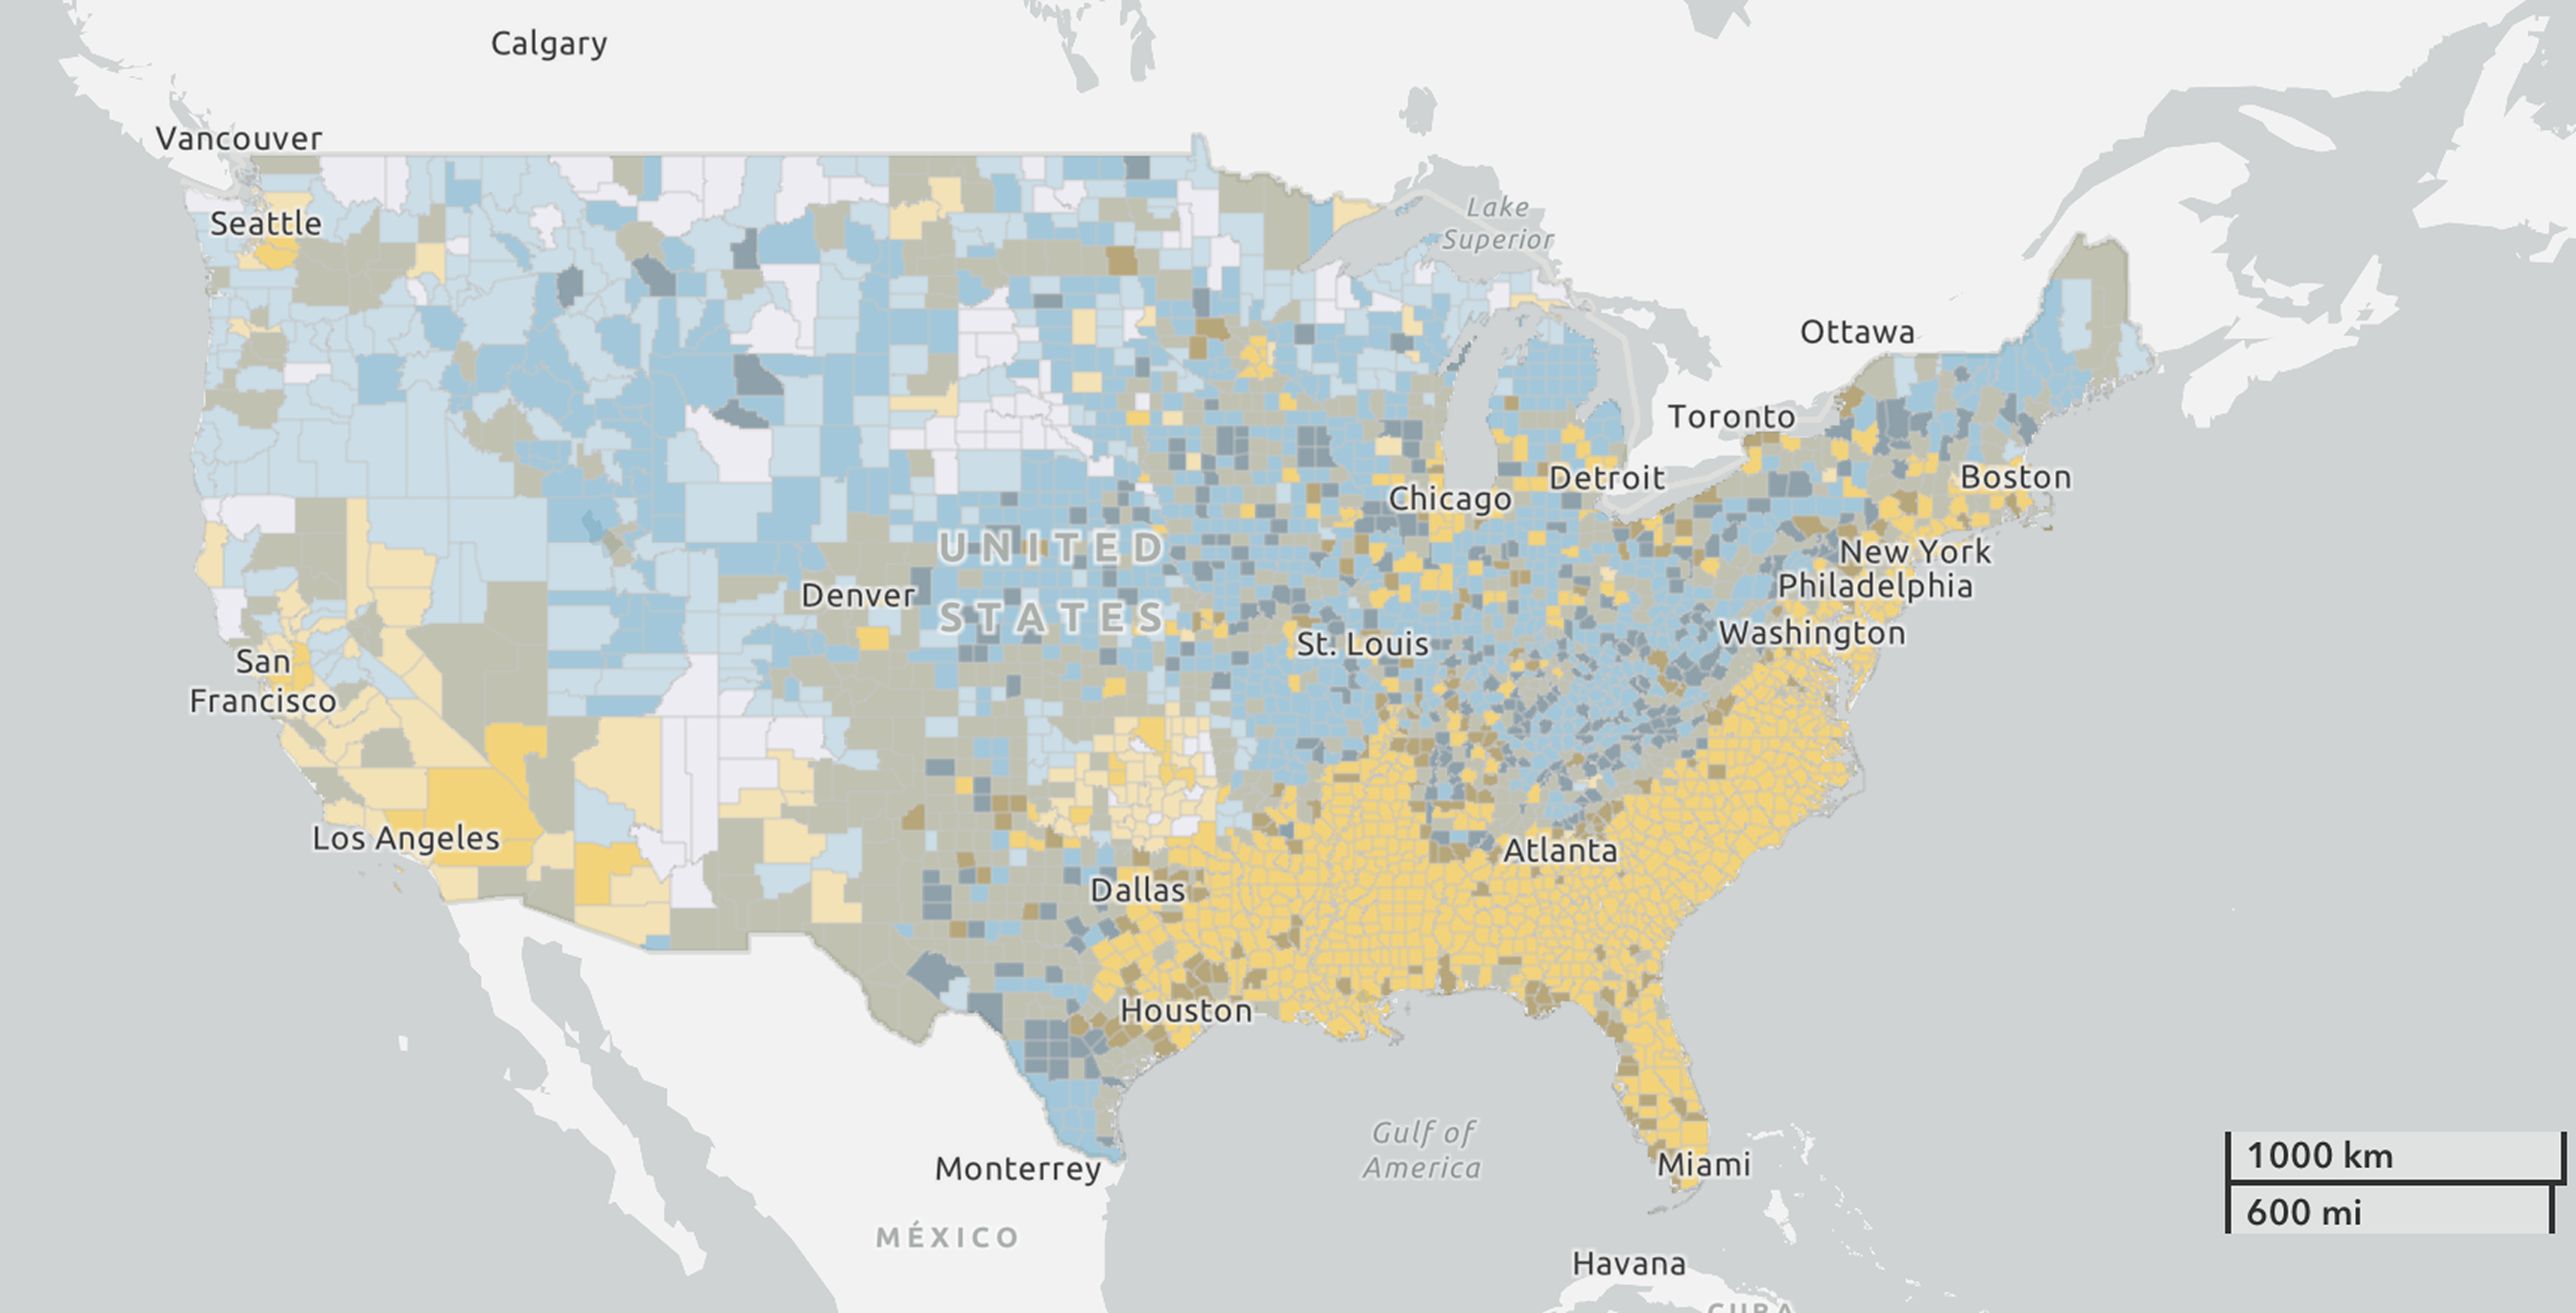 Calgary
Vancouver
Seattle
Lake
Superior
Ottawa
Toronto
Boston
Detroit
Chicago
New York
UNITED
Philadelphia
Denver
STATES
Washington
St. Louis
San
Francisco
Los Angeles
Atlanta
Dallas
Houston
Gulf of
America
Miami
Monterrey
1000 km
600 mi
MÉXICO
Havana
CUBA